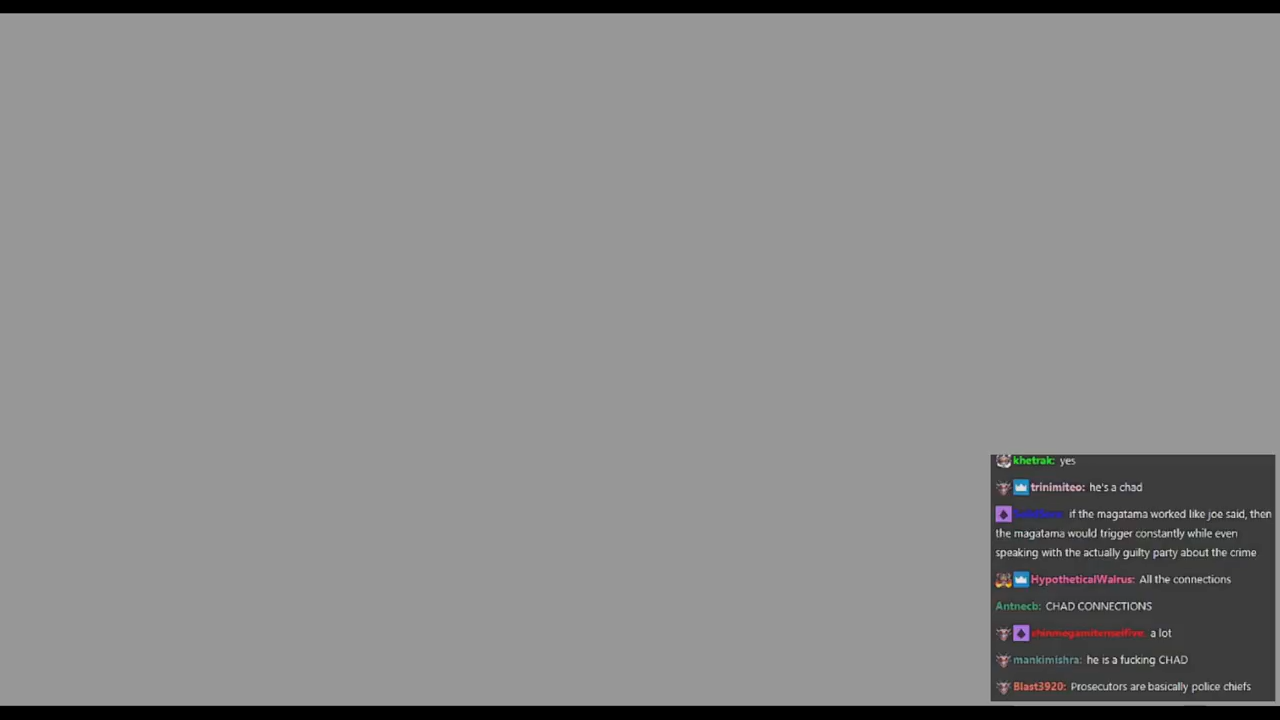 khetrak: yes
trinimiteo: he's a chad
if the magatama worked like joe said, then
the magatama would trigger constantly while even
speaking with the actually guilty party about the crime
HypotheticalWalrus: All the connections
Antnecb: CHAD CONNECTIONS
a lot
mankimishra: he is a fucking CHAD
Blast3920: Prosecutors are basically police chiefs